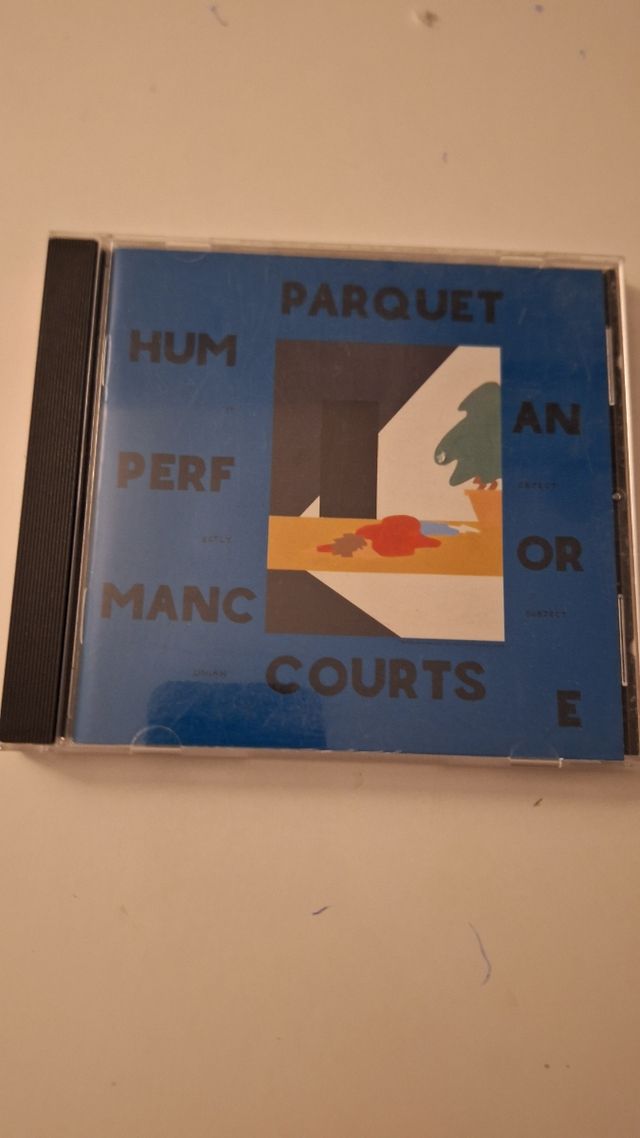 PARQUET
HUM AN
PERF OR
MANC E
COURTS